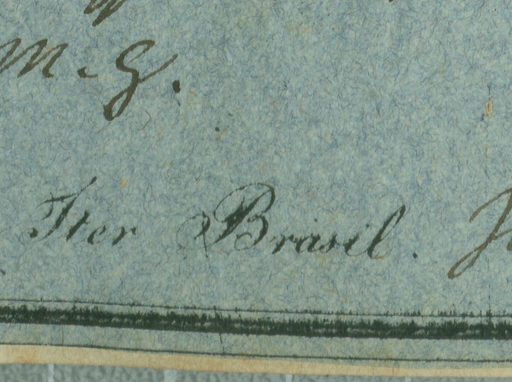 M. g.
Iter Brasil.